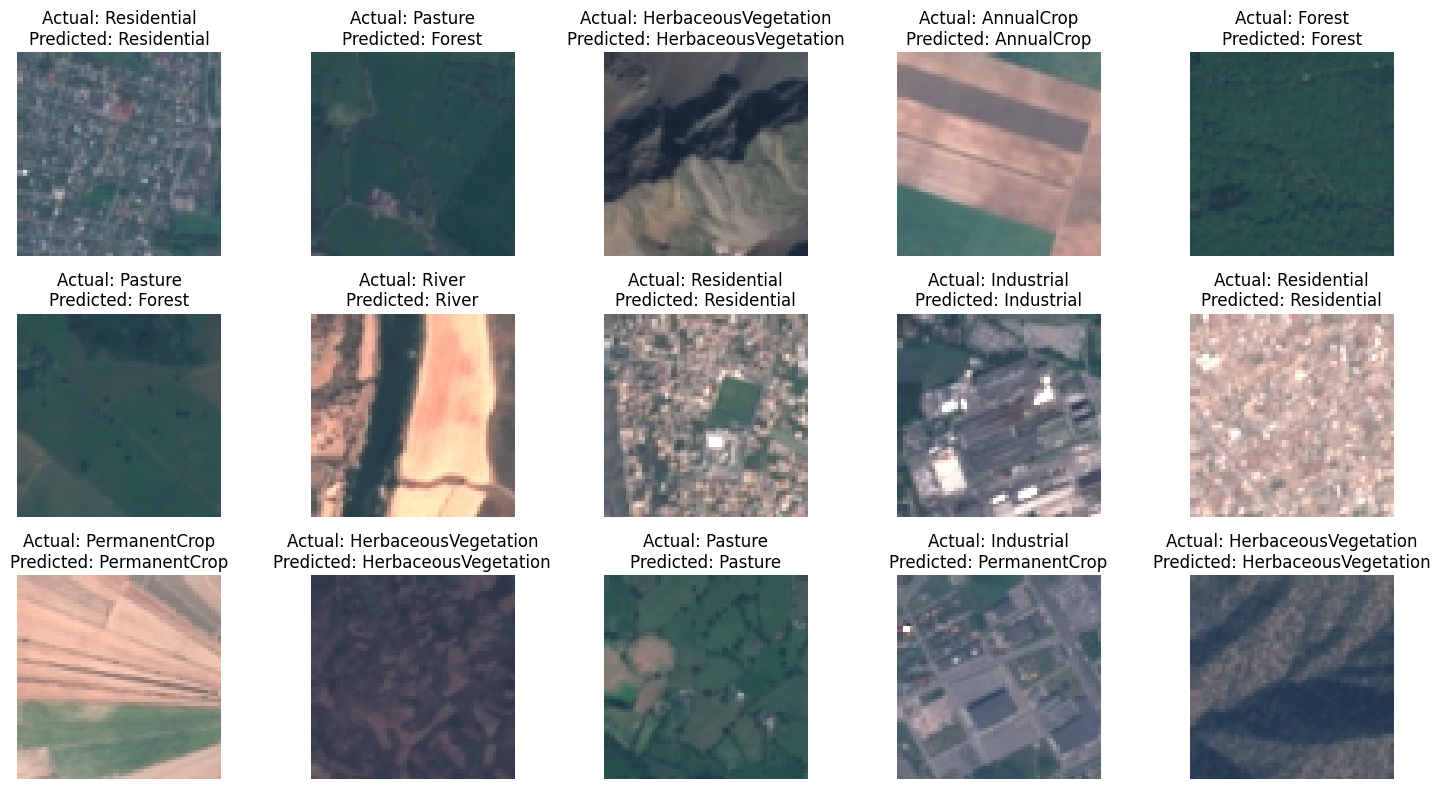 Actual: Residential
Predicted: Residential
Actual: Pasture
Predicted: Forest
Actual: HerbaceousVegetation
Predicted: HerbaceousVegetation
Actual: AnnualCrop
Predicted: AnnualCrop
Actual: Forest
Predicted: Forest
Actual: Pasture
Predicted: Forest
Actual: River
Predicted: River
Actual: Residential
Predicted: Residential
Actual: Industrial
Predicted: Industrial
Actual: Residential
Predicted: Residential
Actual: PermanentCrop
Predicted: PermanentCrop
Actual: HerbaceousVegetation
Predicted: HerbaceousVegetation
Actual: Pasture
Predicted: Pasture
Actual: Industrial
Predicted: PermanentCrop
Actual: HerbaceousVegetation
Predicted: HerbaceousVegetation